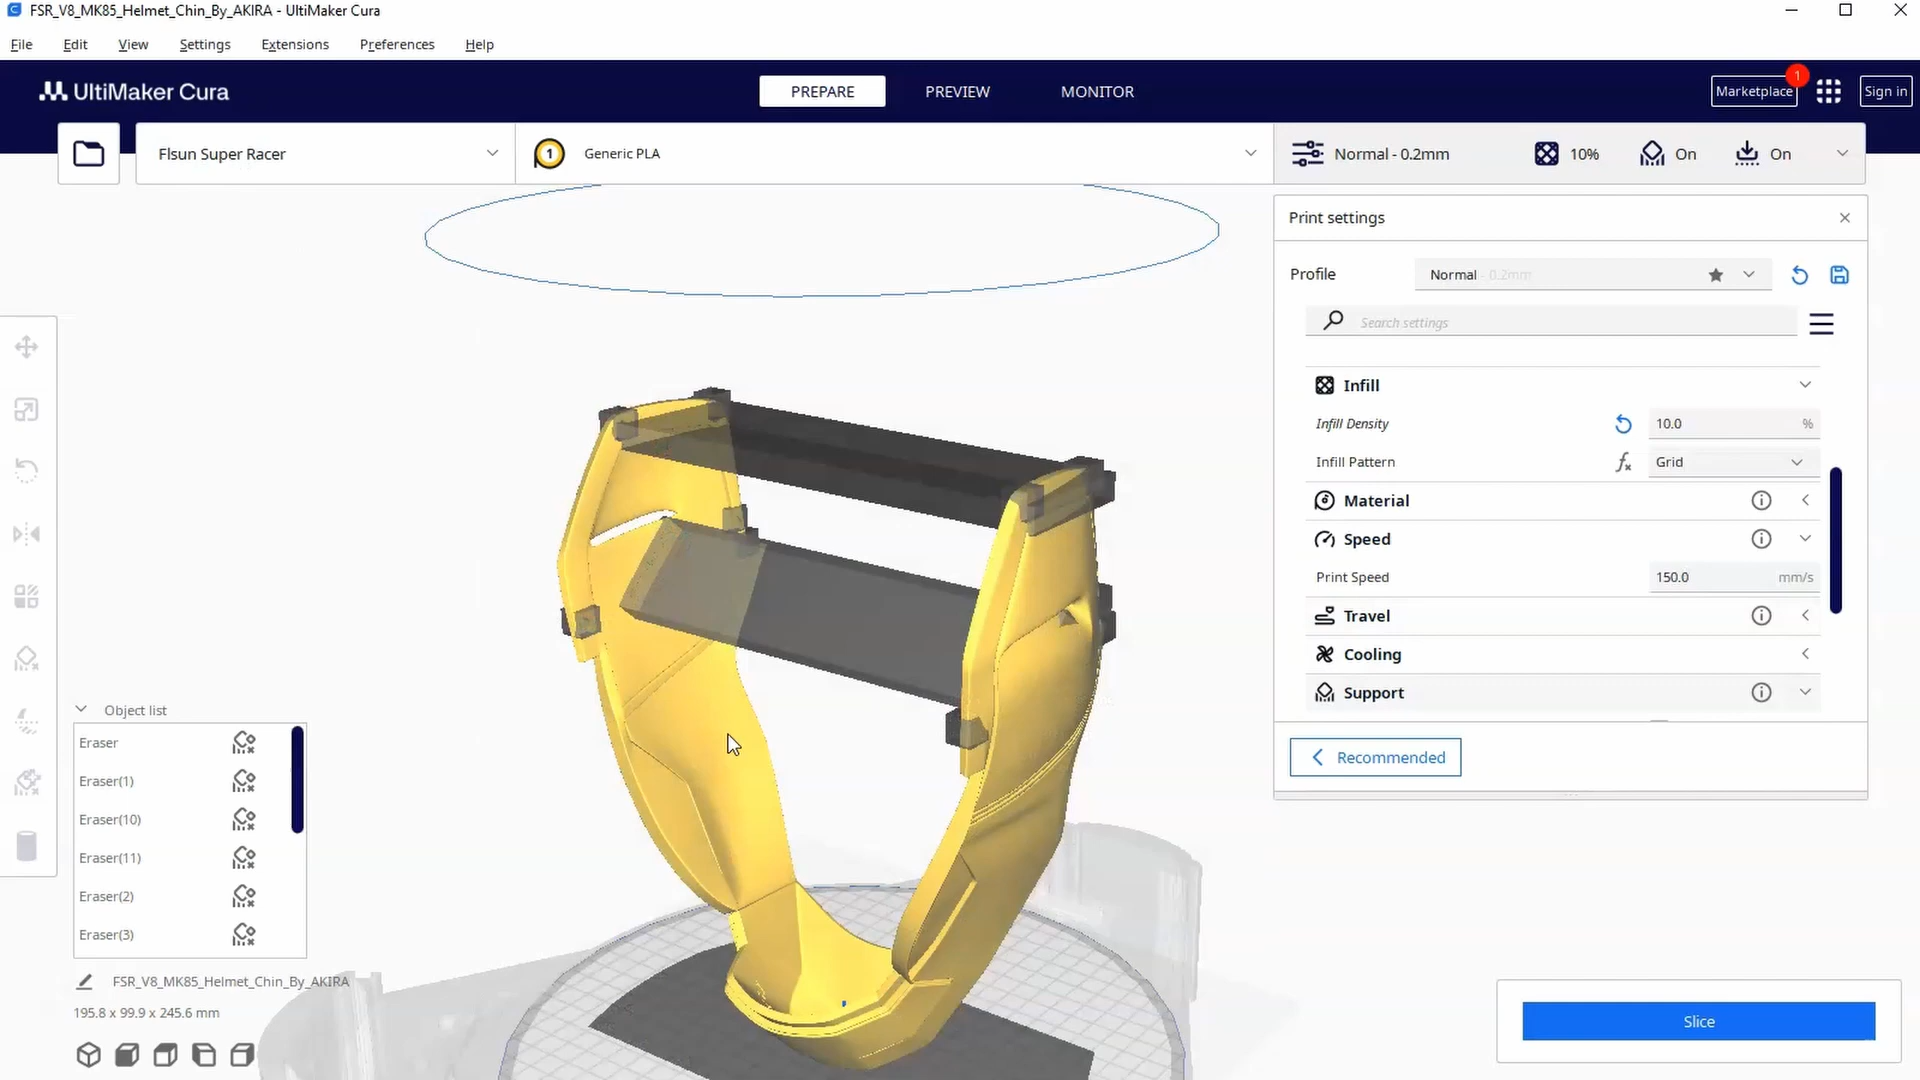 FSR_V8_MK85_Helmet_Chin_By_AKIRA - UltiMaker Cura
File Edit View Settings Extensions Preferences Help
UltiMaker Cura PREPARE PREVIEW MONITOR Marketplace 1 Sign in
Flsun Super Racer 1 Generic PLA Normal - 0.2mm 10% On On
Print settings
Profile Normal - 0.2mm
Search settings
Infill
Infill Density 10.0 %
Infill Pattern fx Grid
Material
Speed
Print Speed 150.0 mm/s
Travel
Cooling
Support
Recommended
Object list
Eraser
Eraser(1)
Eraser(10)
Eraser(11)
Eraser(2)
Eraser(3)
FSR_V8_MK85_Helmet_Chin_By_AKIRA
195.8 x 99.9 x 245.6 mm
Slice